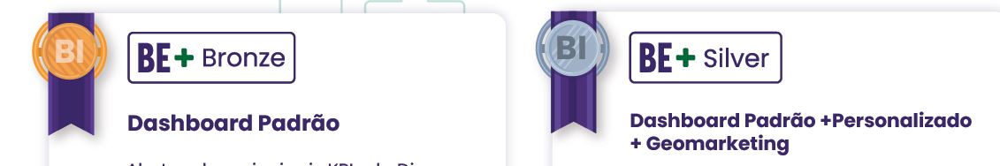 BI
BE+ Bronze
Dashboard Padrão
BI
BE+ Silver
Dashboard Padrão +Personalizado
+ Geomarketing